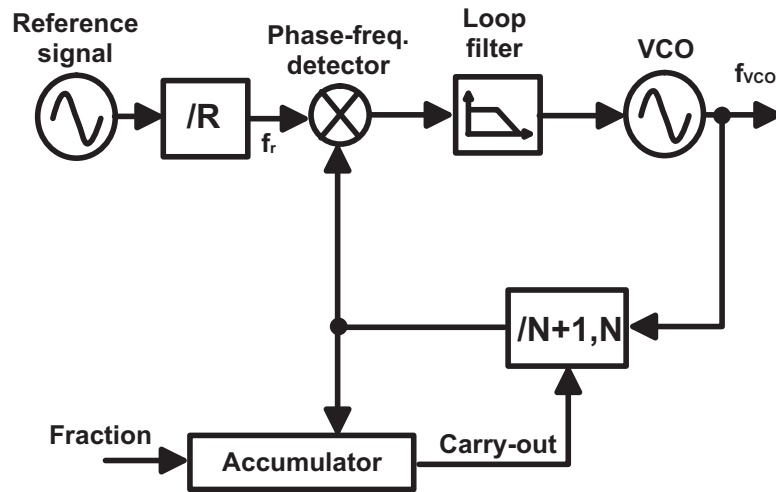 Reference
signal
/R
fr
Phase-freq.
detector
Loop
filter
VCO
fVCO
/N+1,N
Fraction
Accumulator
Carry-out